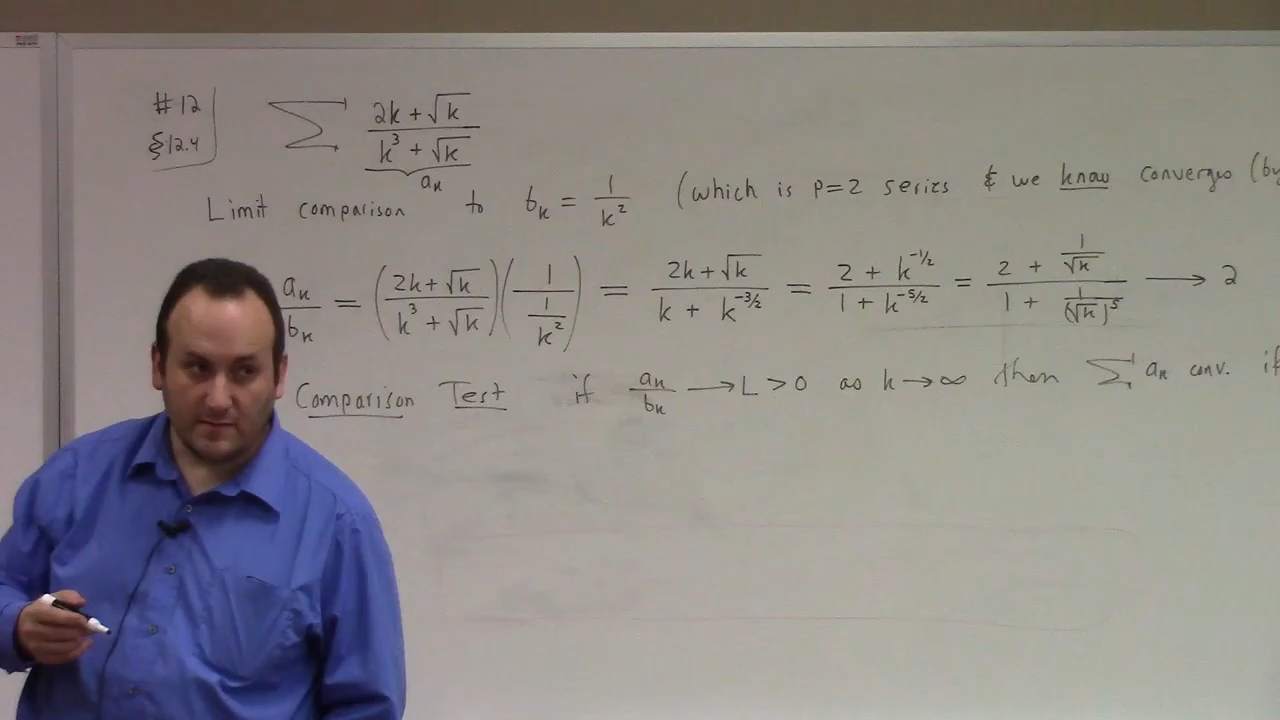 #12
§12.4
∑ (2k + √k)/(k³ + √k)
aₖ
Limit comparison to bₖ = 1/k² (which is p=2 series & we know converges (by
aₖ/bₖ = ((2k + √k)/(k³ + √k))(1/(1/k²)) = (2k + √k)/(k + k^(-3/2)) = (2 + k^(-1/2))/(1 + k^(-5/2)) = (2 + 1/√k)/(1 + 1/(√k)⁵) → 2
Comparison Test if aₖ/bₖ → L > 0 as k → ∞ then ∑ aₖ conv. if